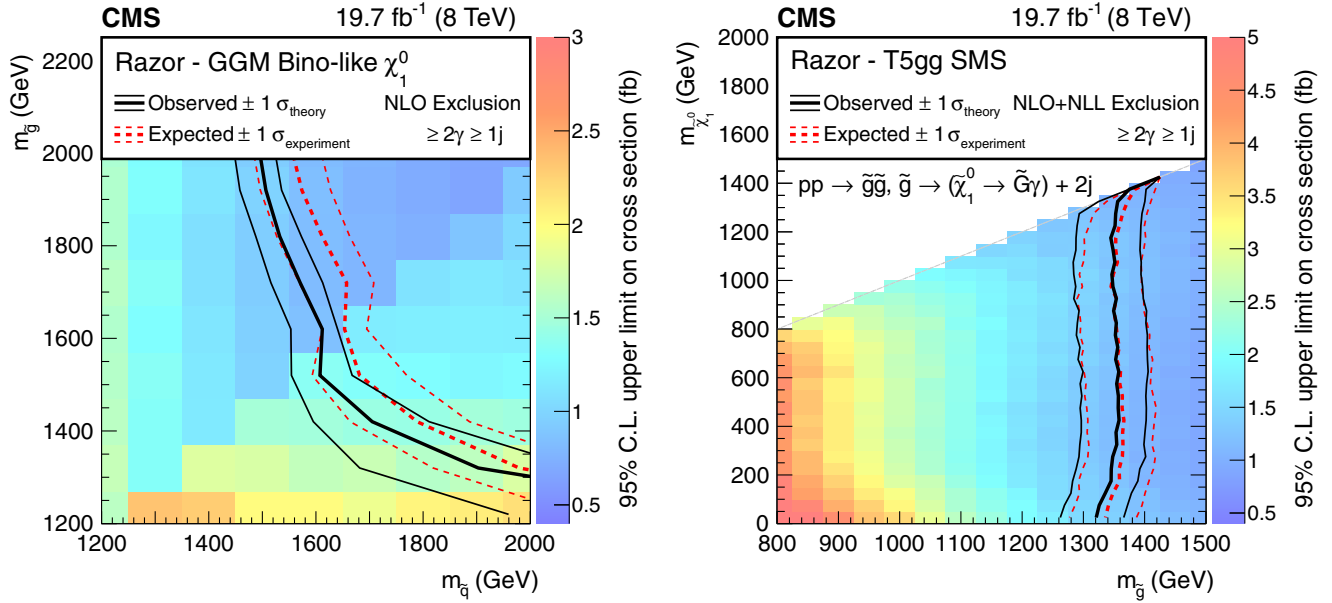 CMS 19.7 fb⁻¹ (8 TeV)
Razor - GGM Bino-like χ₁⁰
Observed ± 1 σ_theory NLO Exclusion
Expected ± 1 σ_experiment ≥ 2γ ≥ 1j
m_g̃ (GeV)
2200
2000
1800
1600
1400
1200
1200 1400 1600 1800 2000
m_q̃ (GeV)
3
2.5
2
1.5
1
0.5
95% C.L. upper limit on cross section (fb)
CMS 19.7 fb⁻¹ (8 TeV)
Razor - T5gg SMS
Observed ± 1 σ_theory NLO+NLL Exclusion
Expected ± 1 σ_experiment ≥ 2γ ≥ 1j
pp → g̃g̃, g̃ → (χ̃₁⁰ → G̃γ) + 2j
m_χ̃₁⁰ (GeV)
2000
1800
1600
1400
1200
1000
800
600
400
200
0
800 900 1000 1100 1200 1300 1400 1500
m_g̃ (GeV)
5
4.5
4
3.5
3
2.5
2
1.5
1
0.5
95% C.L. upper limit on cross section (fb)